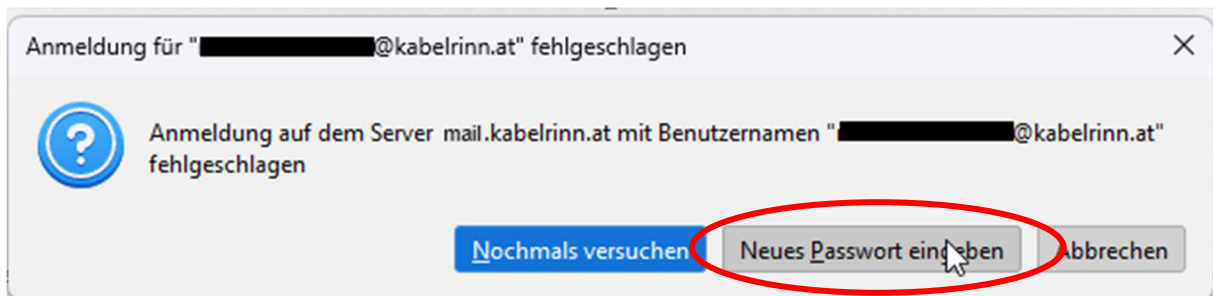 Anmeldung für "@kabelrinn.at" fehlgeschlagen
Anmeldung auf dem Server mail.kabelrinn.at mit Benutzernamen "@kabelrinn.at"
fehlgeschlagen
Nochmals versuchen Neues Passwort eingeben Abbrechen